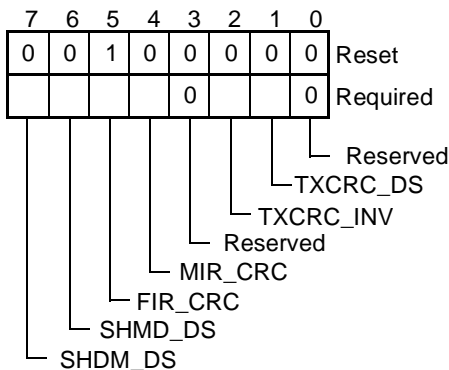 7 6 5 4 3 2 1 0
0 0 1 0 0 0 0 0 Reset
0 0 Required
Reserved
TXCRC_DS
TXCRC_INV
Reserved
MIR_CRC
FIR_CRC
SHMD_DS
SHDM_DS